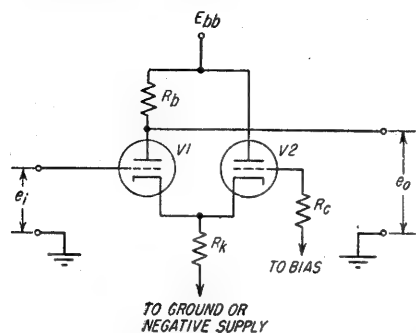 Ebb
Rb
V1
V2
ei
eo
Rc
Rk
TO BIAS
TO GROUND OR
NEGATIVE SUPPLY